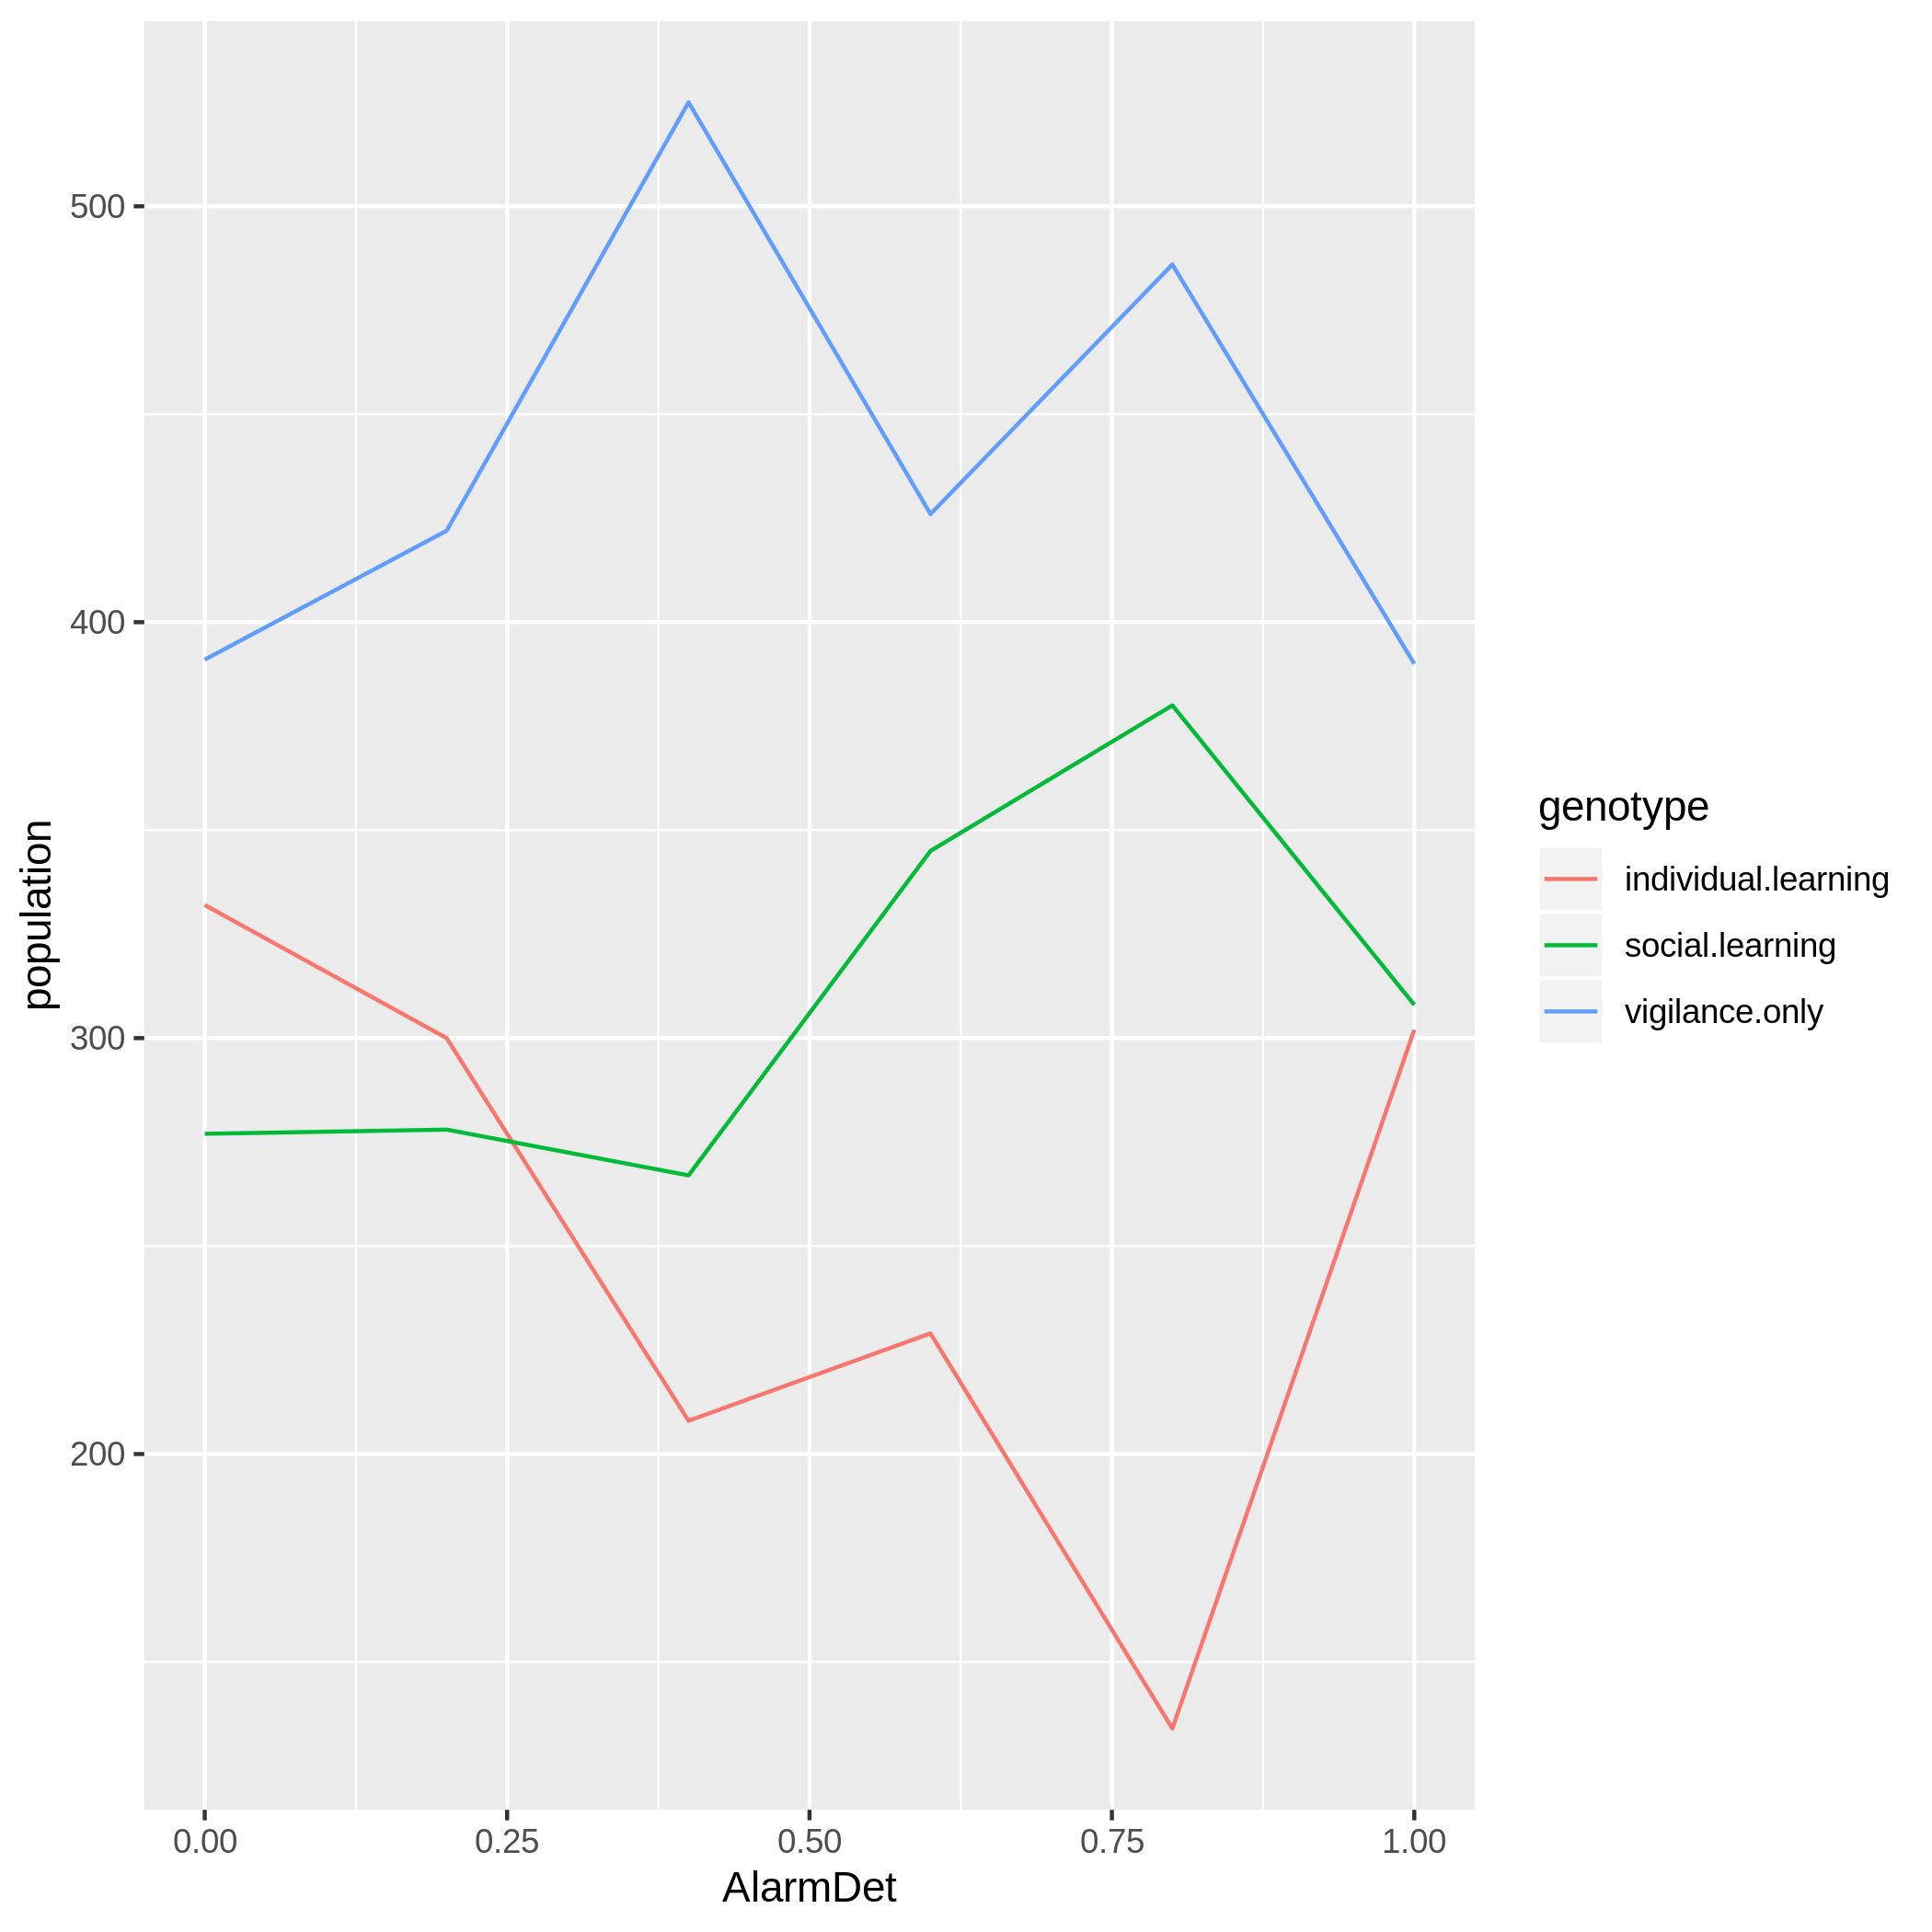 population
500
400
300
200
0.00 0.25 0.50 0.75 1.00
AlarmDet
genotype
individual.learning
social.learning
vigilance.only